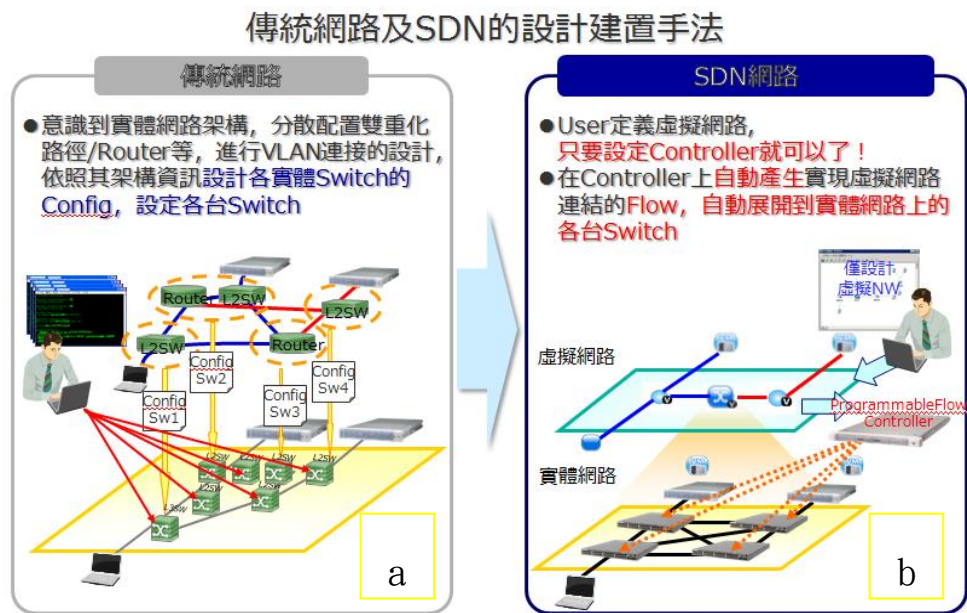 傳統網路及SDN的設計建置手法
傳統網路
●意識到實體網路架構，分散配置雙重化
路徑/Router等，進行VLAN連接的設計，
依照其架構資訊設計各實體Switch的
Config，設定各台Switch
Router
L2SW
L2SW
L2SW
Router
Config
Sw1
Config
Sw2
Config
Sw3
Config
Sw4
L2SW
L2SW
L2SW
L2SW
L2SW
L3SW
a
SDN網路
●User定義虛擬網路，
只要設定Controller就可以了！
●在Controller上自動產生實現虛擬網路
連結的Flow，自動展開到實體網路上的
各台Switch
僅設計
虛擬NW
虛擬網路
V
V
V
ProgrammableFlow
Controller
實體網路
b